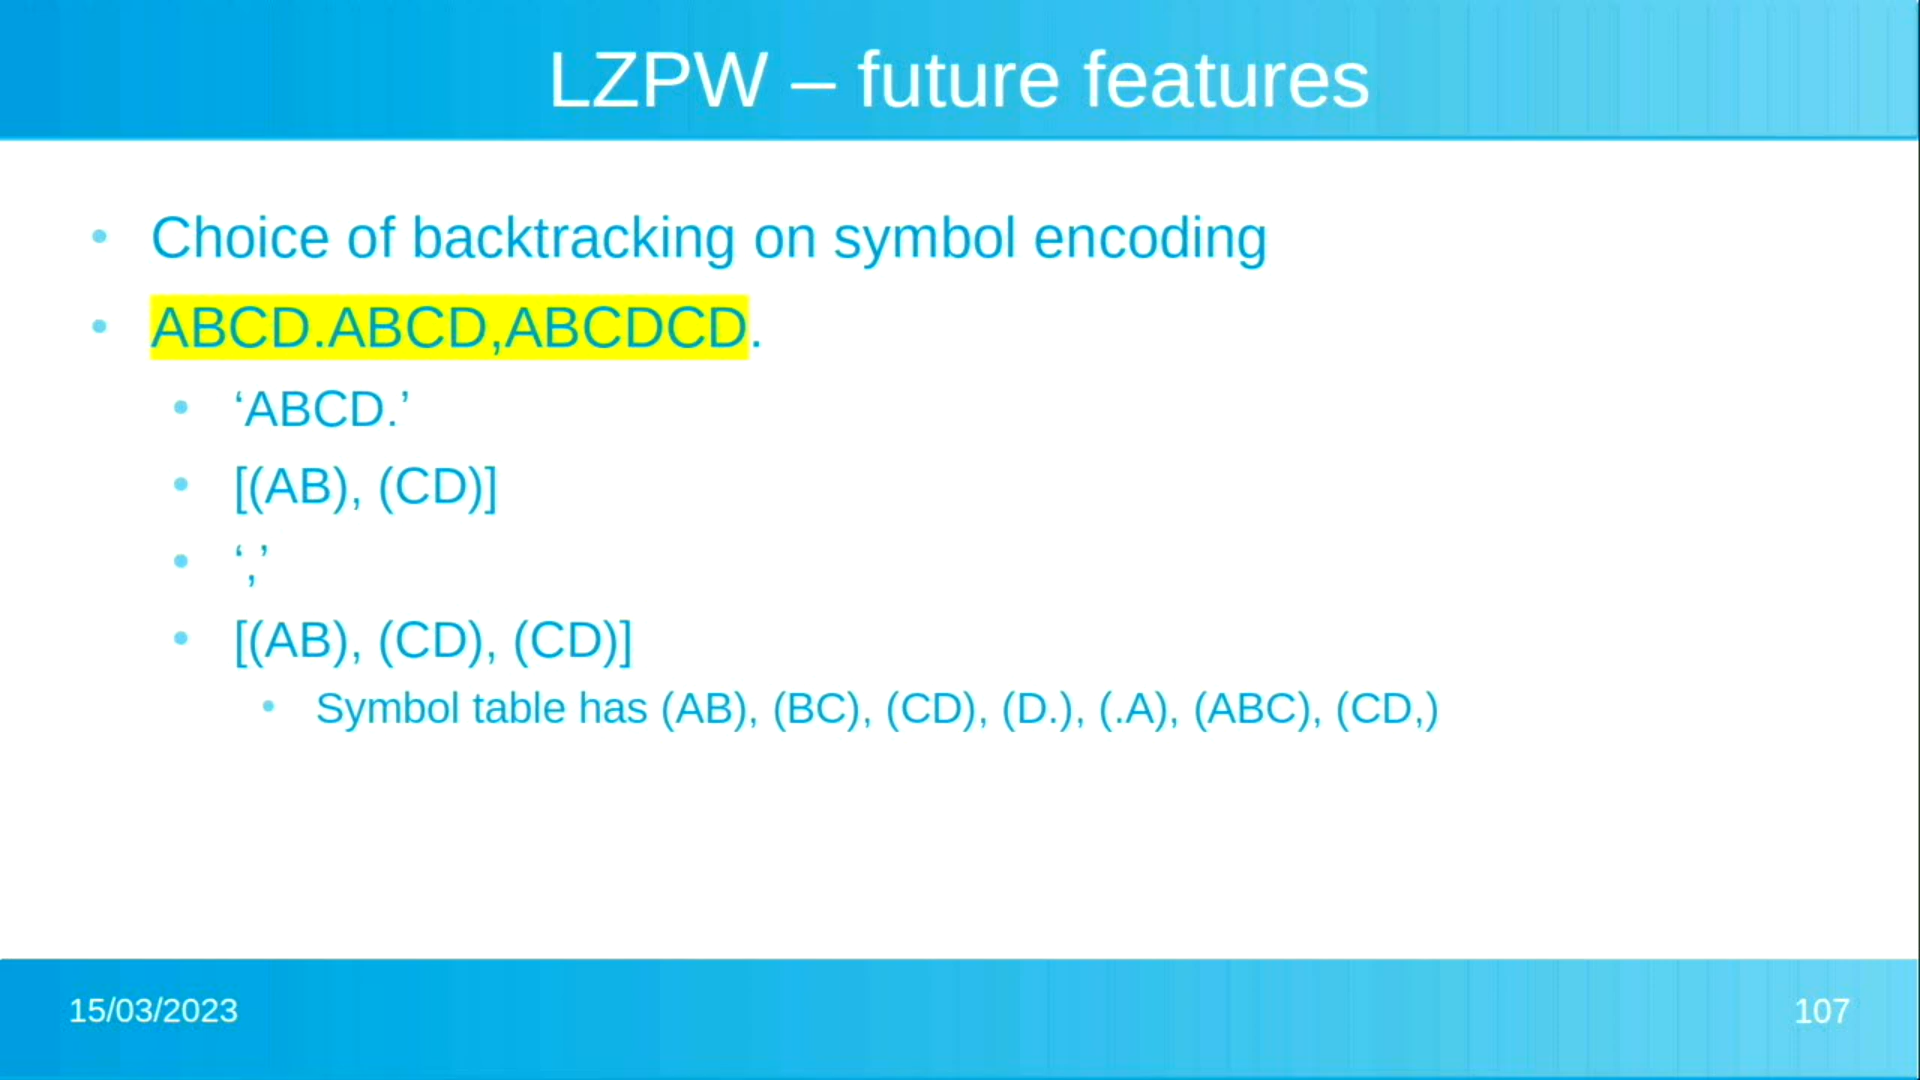 LZPW – future features
• Choice of backtracking on symbol encoding
• ABCD.ABCD,ABCDCD.
• ‘ABCD.’
• [(AB), (CD)]
• ‘,’
• [(AB), (CD), (CD)]
• Symbol table has (AB), (BC), (CD), (D.), (.A), (ABC), (CD,)
15/03/2023
107